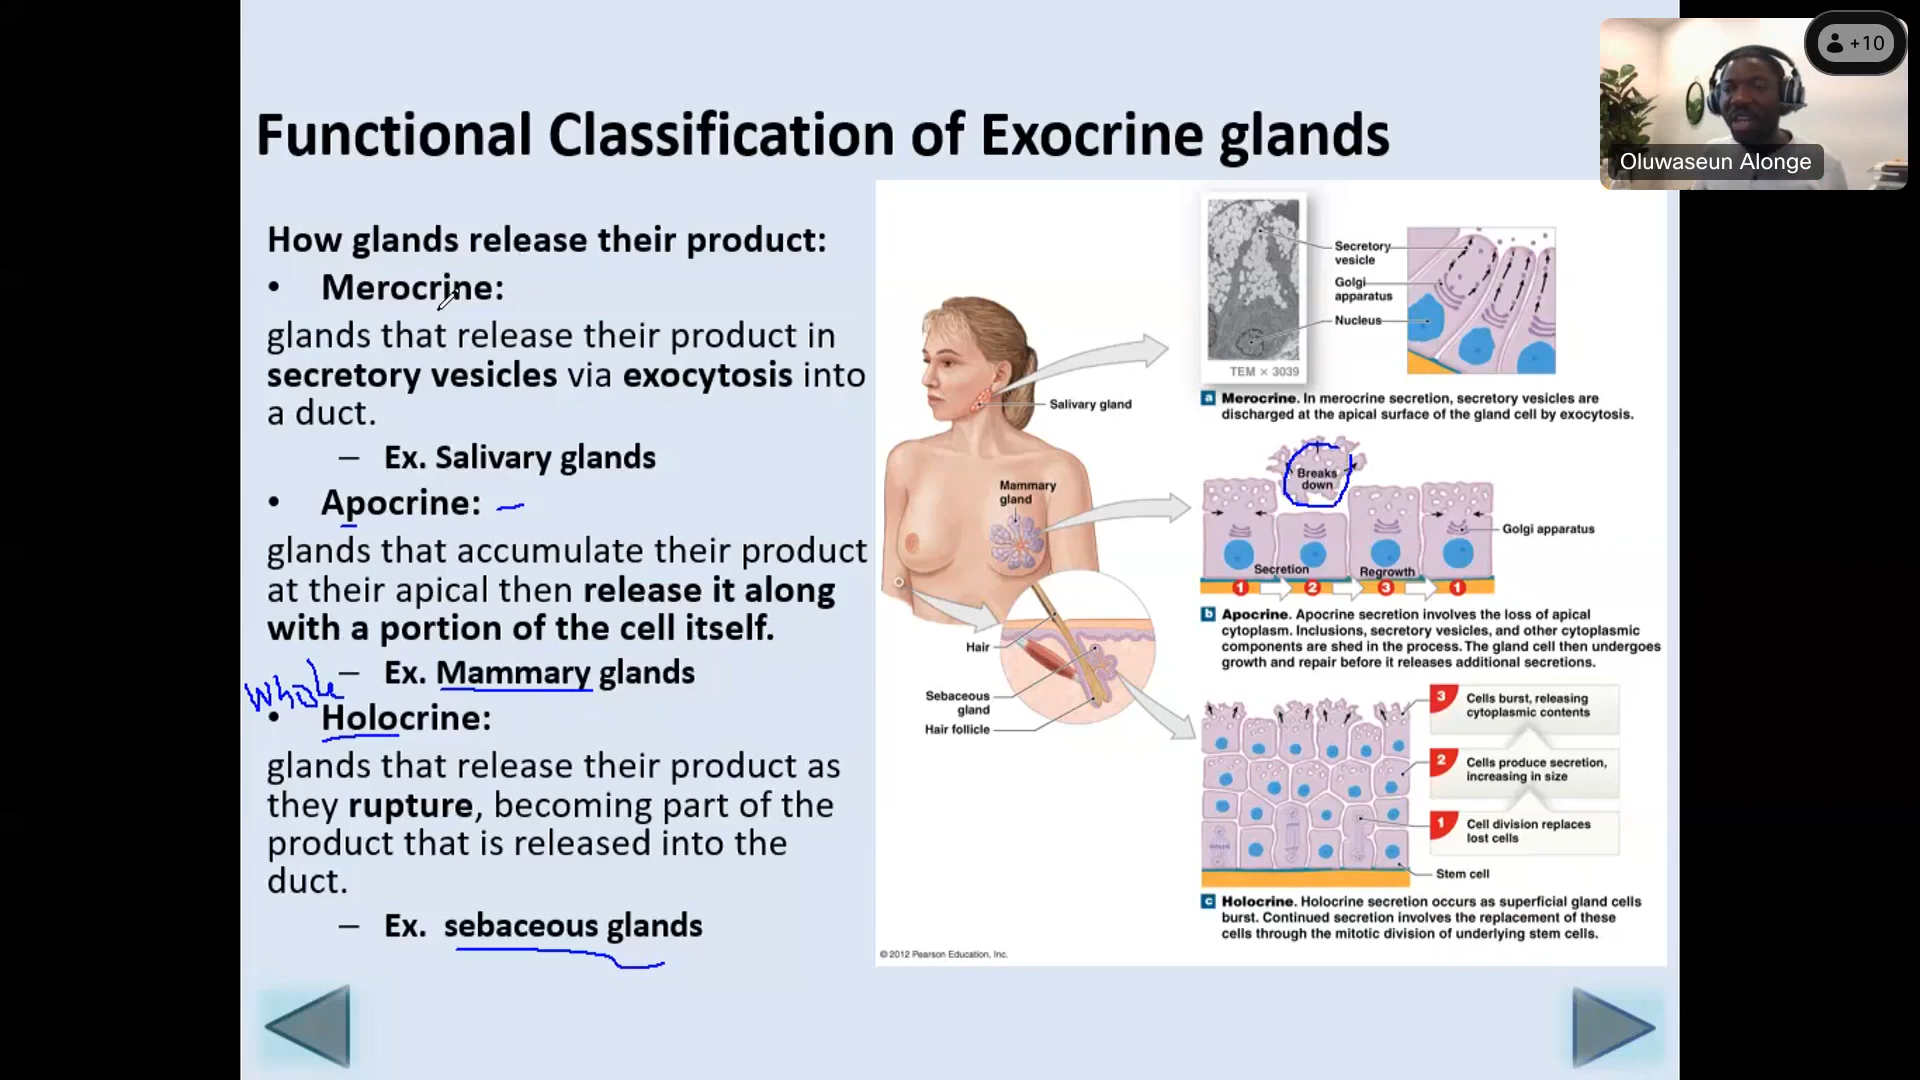 +10
Oluwaseun Alonge
Functional Classification of Exocrine glands
How glands release their product:
• Merocrine:
glands that release their product in
secretory vesicles via exocytosis into
a duct.
– Ex. Salivary glands
• Apocrine:
glands that accumulate their product
at their apical then release it along
with a portion of the cell itself.
– Ex. Mammary glands
Whole
• Holocrine:
glands that release their product as
they rupture, becoming part of the
product that is released into the
duct.
– Ex. sebaceous glands
Salivary gland
Mammary
gland
Hair
Sebaceous
gland
Hair follicle
Secretory
vesicle
Golgi
apparatus
Nucleus
TEM × 3039
a Merocrine. In merocrine secretion, secretory vesicles are
discharged at the apical surface of the gland cell by exocytosis.
Breaks
down
Golgi apparatus
Secretion
Regrowth
1 2 3 1
b Apocrine. Apocrine secretion involves the loss of apical
cytoplasm. Inclusions, secretory vesicles, and other cytoplasmic
components are shed in the process. The gland cell then undergoes
growth and repair before it releases additional secretions.
3 Cells burst, releasing
cytoplasmic contents
2 Cells produce secretion,
increasing in size
1 Cell division replaces
lost cells
Stem cell
c Holocrine. Holocrine secretion occurs as superficial gland cells
burst. Continued secretion involves the replacement of these
cells through the mitotic division of underlying stem cells.
© 2012 Pearson Education, Inc.